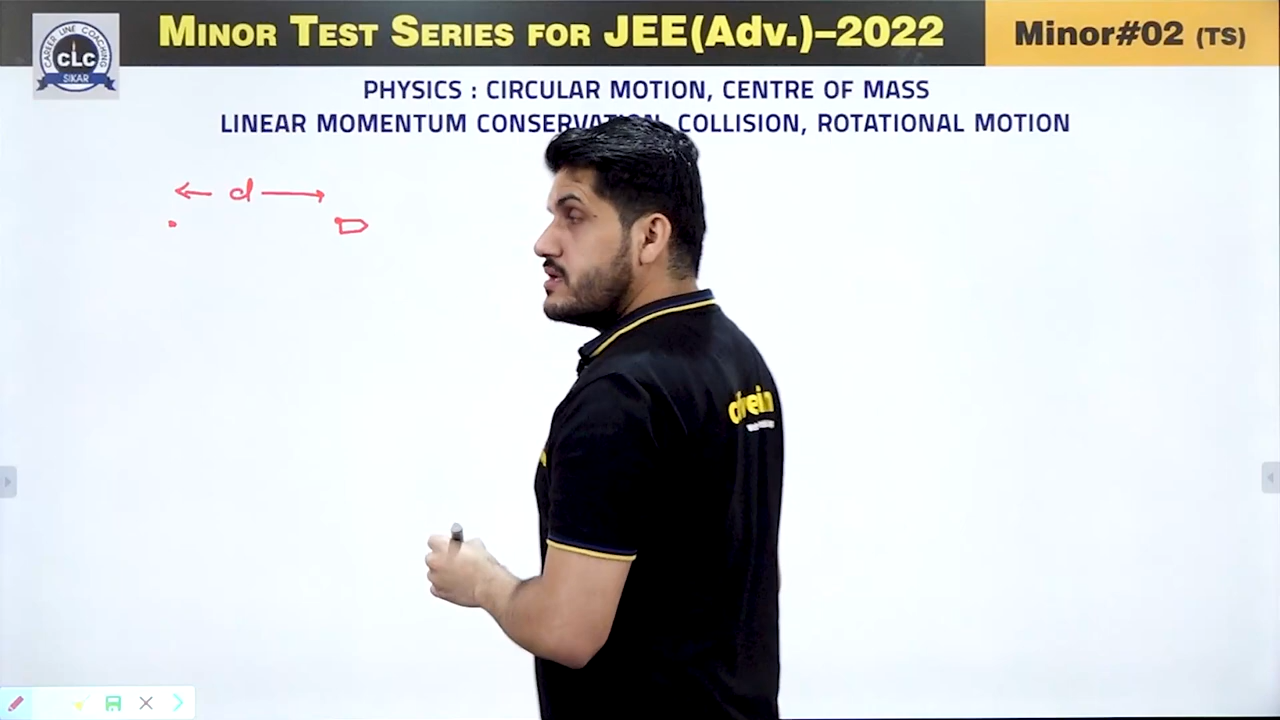 MINOR TEST SERIES FOR JEE(Adv.)–2022
Minor#02 (TS)
CAREER LINE COACHING
CLC
SIKAR
PHYSICS : CIRCULAR MOTION, CENTRE OF MASS
LINEAR MOMENTUM CONSERVATION, COLLISION, ROTATIONAL MOTION
d